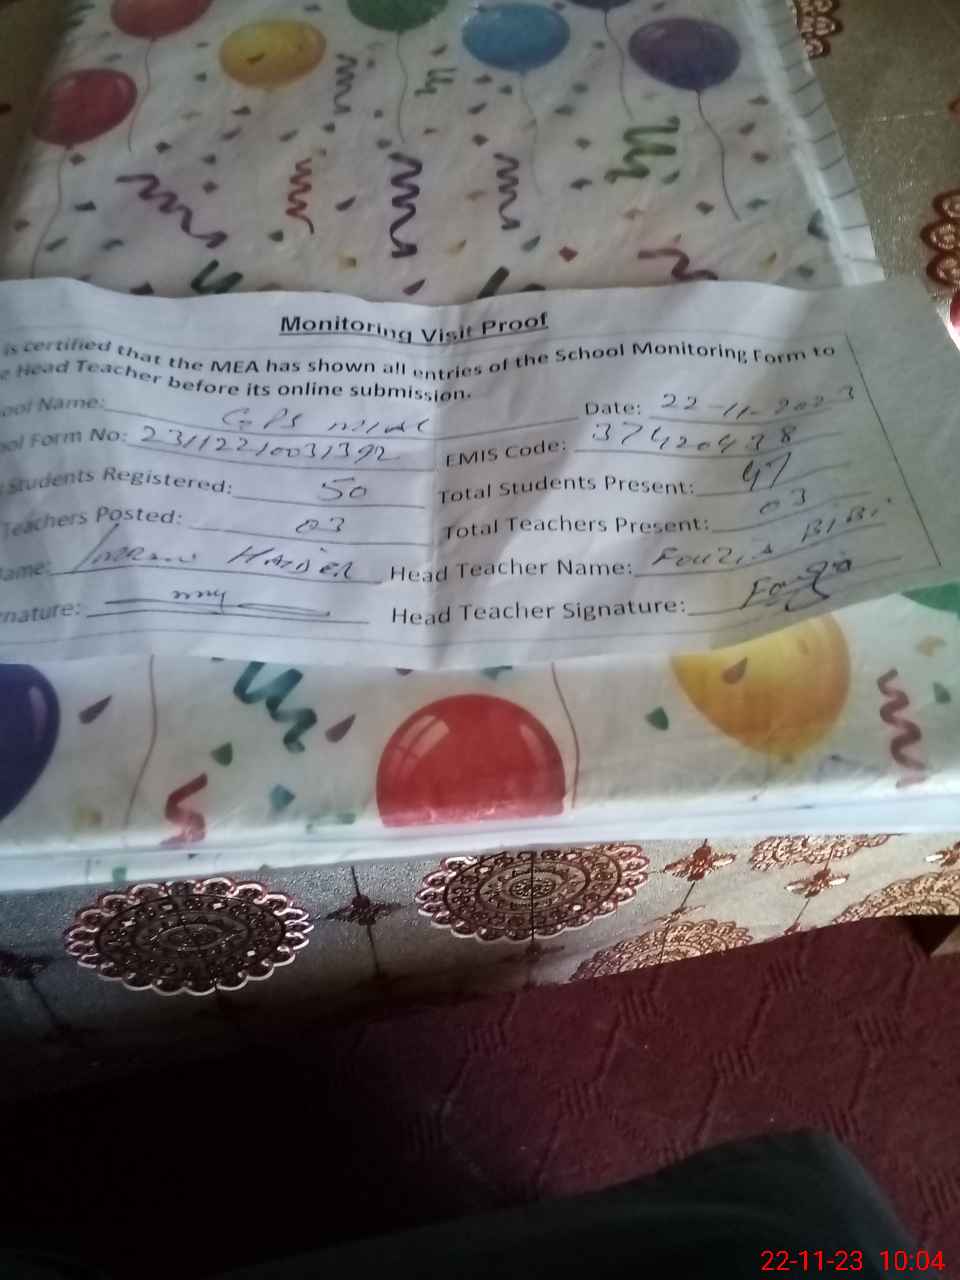 Monitoring Visit Proof
is certified that the MEA has shown all entries of the School Monitoring Form to
e Head Teacher before its online submission.
ool Name: GGPS Date: 22-11-2023
ool Form No: 23112210031392 EMIS Code: 37420438
Students Registered: 50 Total Students Present: 47
Teachers Posted: 03 Total Teachers Present: 03
ame: Imran Haider Head Teacher Name: Fouzia BiBi
nature: Head Teacher Signature: Fouzia
22-11-23 10:04